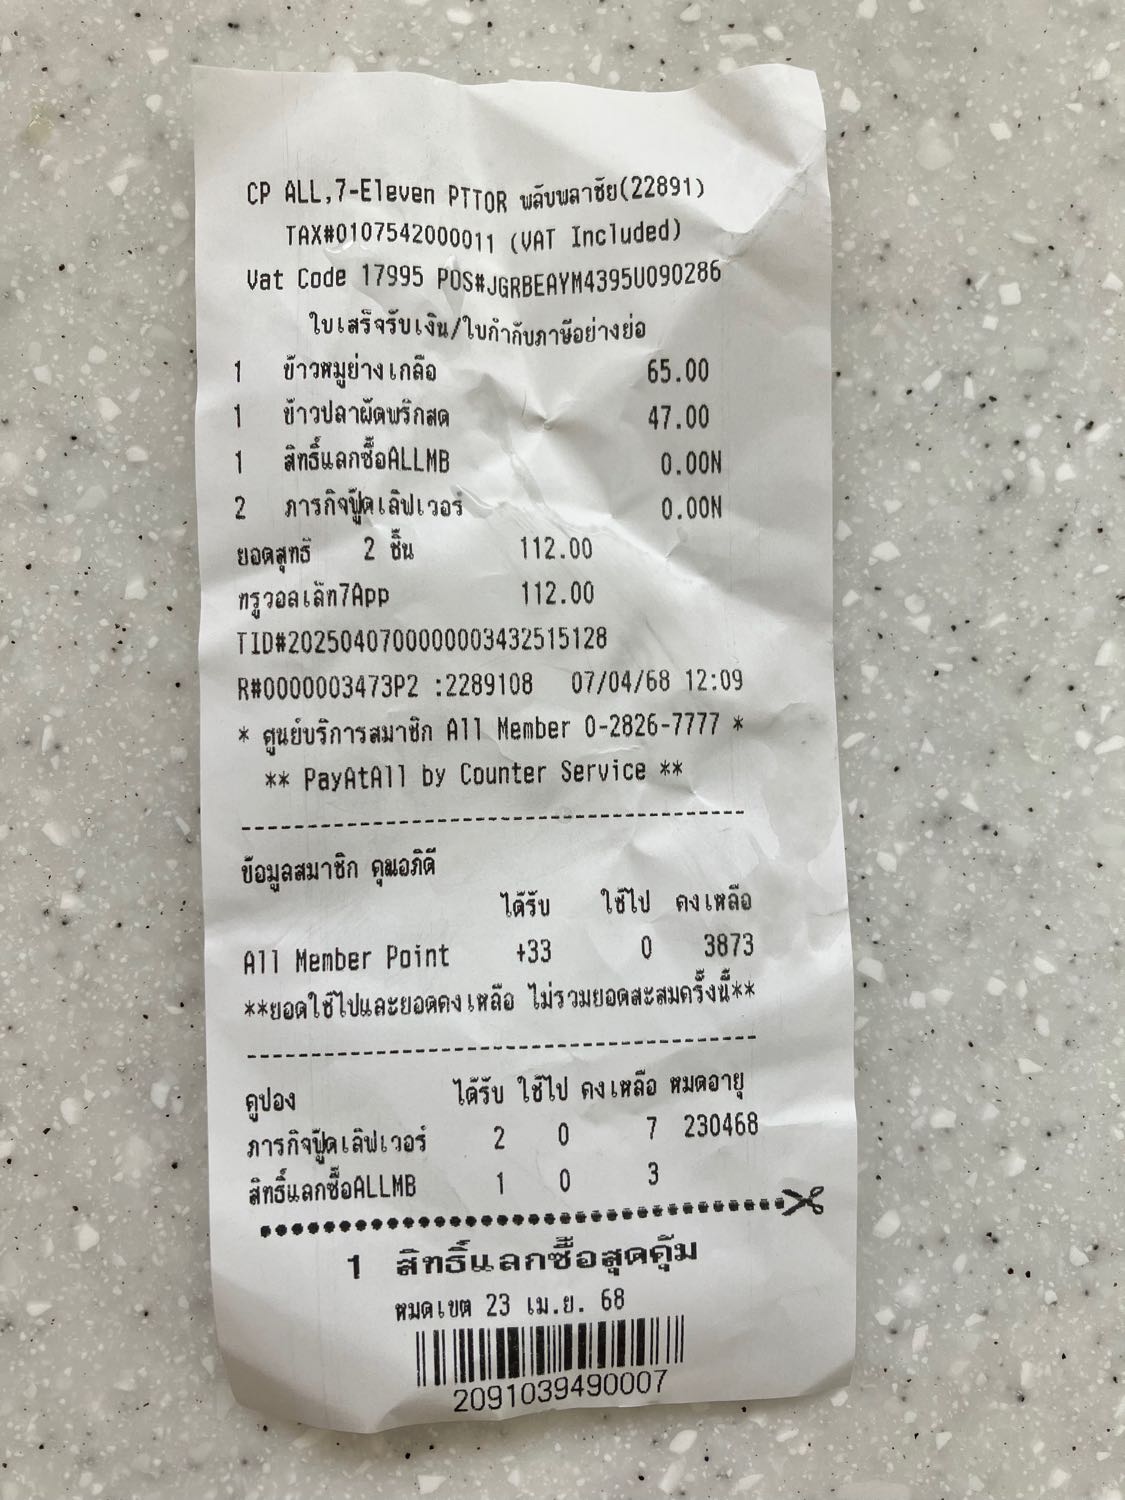 CP ALL,7-Eleven PTTOR พลับพลาชัย(22891)
TAX#0107542000011 (VAT Included)
Vat Code 17995 POS#JGRBEAYM4395U090286
ใบเสร็จรับเงิน/ใบกำกับภาษีอย่างย่อ
1 ข้าวหมูย่างเกลือ 65.00
1 ข้าวปลาผัดพริกสด 47.00
1 สิทธิ์แลกซื้อALLMB 0.00N
2 ภารกิจฟู้ดเลิฟเวอร์ 0.00N
ยอดสุทธิ 2 ชิ้น 112.00
ทรูวอลเล้ท7App 112.00
TID#2025040700000003432515128
R#0000003473P2 :2289108 07/04/68 12:09
* ศูนย์บริการสมาชิก All Member 0-2826-7777 *
** PayAtAll by Counter Service **
ข้อมูลสมาชิก คุณอภิดี
ได้รับ ใช้ไป คงเหลือ
All Member Point +33 0 3873
**ยอดใช้ไปและยอดคงเหลือ ไม่รวมยอดสะสมครั้งนี้**
คูปอง ได้รับ ใช้ไป คงเหลือ หมดอายุ
ภารกิจฟู้ดเลิฟเวอร์ 2 0 7 230468
สิทธิ์แลกซื้อALLMB 1 0 3
1 สิทธิ์แลกซื้อสุดคุ้ม
หมดเขต 23 เม.ย. 68
2091039490007